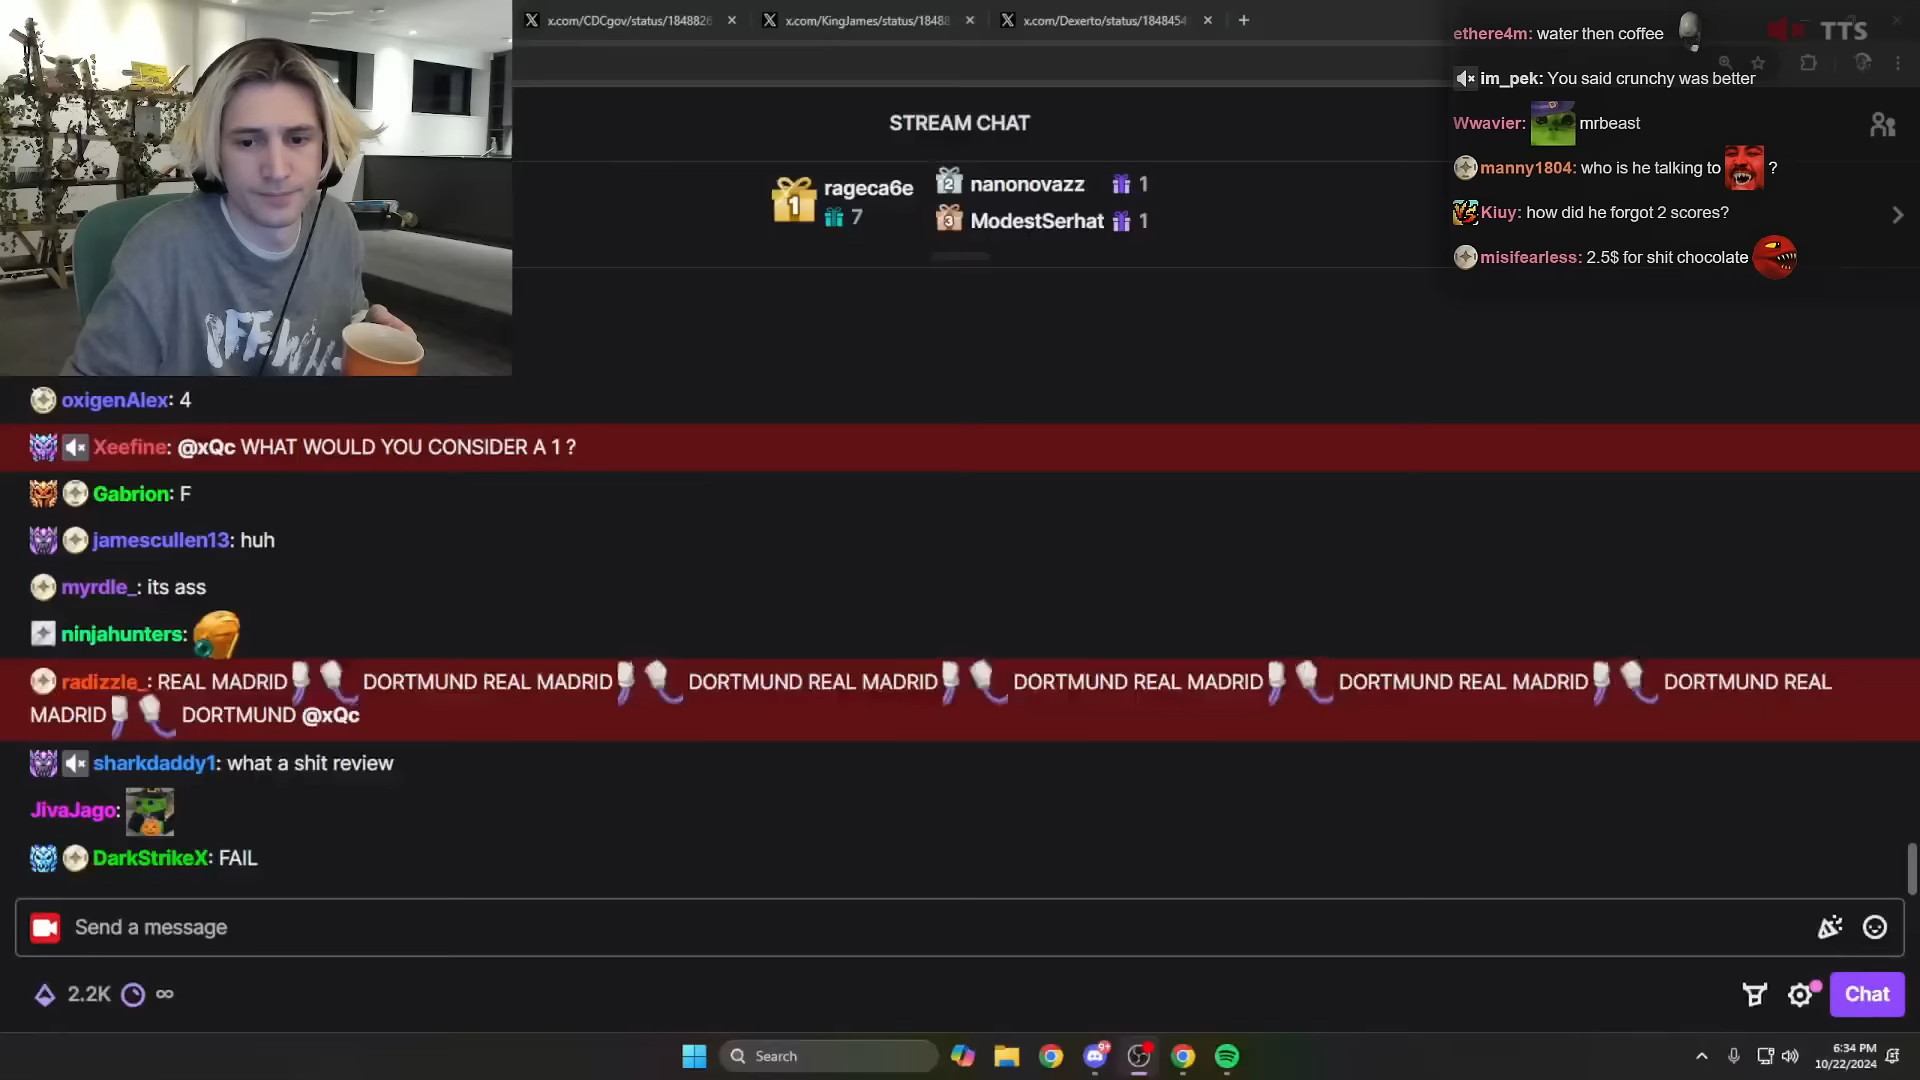 x.com/CDCgov/status/184882
x.com/KingJames/status/1848
x.com/Dexerto/status/1848454
ethere4m: water then coffee
TTS
im_pek: You said crunchy was better
Wwavier: mrbeast
manny1804: who is he talking to ?
Kiuy: how did he forgot 2 scores?
misifearless: 2.5$ for shit chocolate
STREAM CHAT
1 rageca6e 7
2 nanonovazz 1
3 ModestSerhat 1
oxigenAlex: 4
Xeefine: @xQc WHAT WOULD YOU CONSIDER A 1 ?
Gabrion: F
jamescullen13: huh
myrdle_: its ass
ninjahunters:
radizzle_: REAL MADRID DORTMUND REAL MADRID DORTMUND REAL MADRID DORTMUND REAL MADRID DORTMUND REAL MADRID DORTMUND REAL
MADRID DORTMUND @xQc
sharkdaddy1: what a shit review
JivaJago:
DarkStrikeX: FAIL
Send a message
2.2K ∞
Chat
Search
6:34 PM
10/22/2024